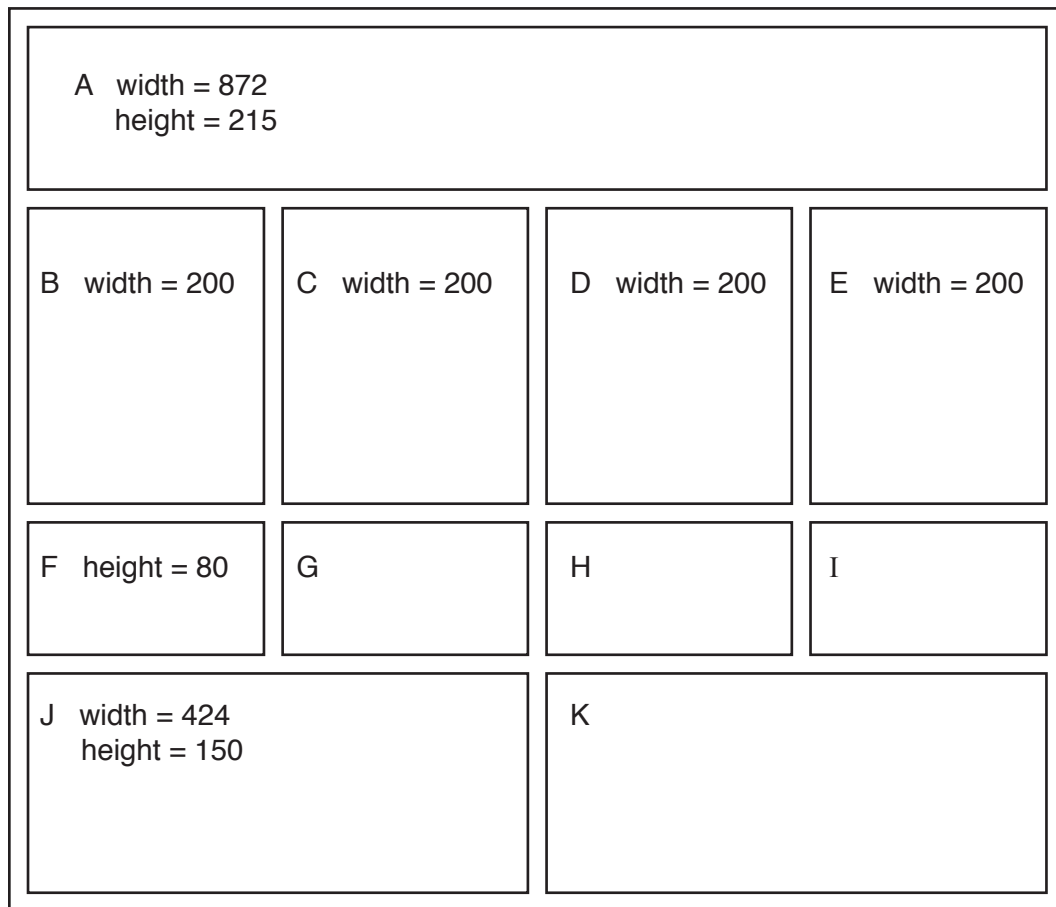 A width = 872
height = 215
B width = 200
C width = 200
D width = 200
E width = 200
F height = 80
G
H
I
J width = 424
height = 150
K